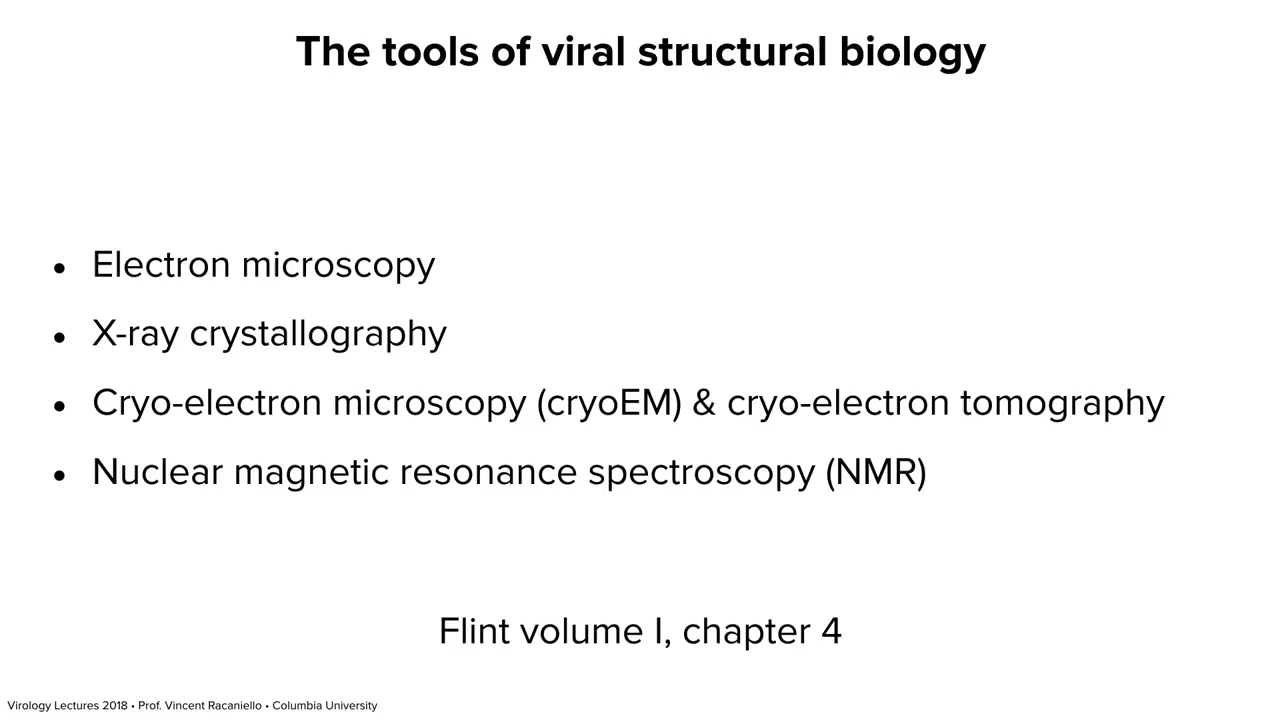 The tools of viral structural biology
• Electron microscopy
• X-ray crystallography
• Cryo-electron microscopy (cryoEM) & cryo-electron tomography
• Nuclear magnetic resonance spectroscopy (NMR)
Flint volume I, chapter 4
Virology Lectures 2018 • Prof. Vincent Racaniello • Columbia University